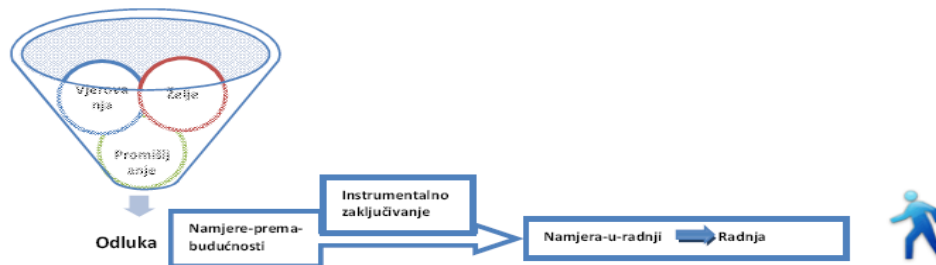 Vjerova
nja
Želje
Promišlj
anje
Odluka
Namjere-prema-
budućnosti
Instrumentalno
zaključivanje
Namjera-u-radnji
Radnja